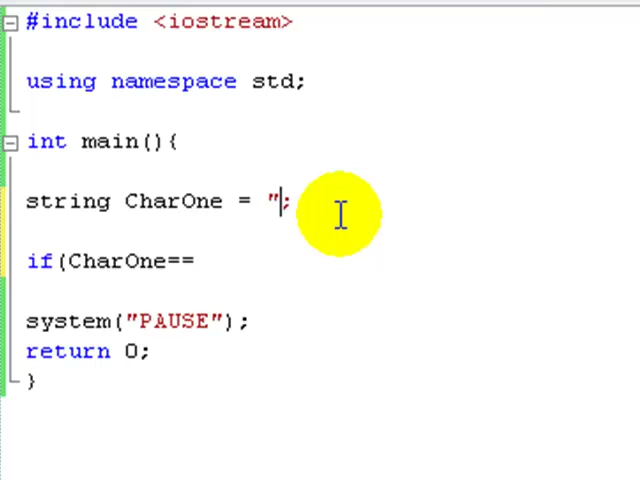 #include <iostream>
using namespace std;
int main(){
string CharOne = ";
if(CharOne==
system("PAUSE");
return 0;
}